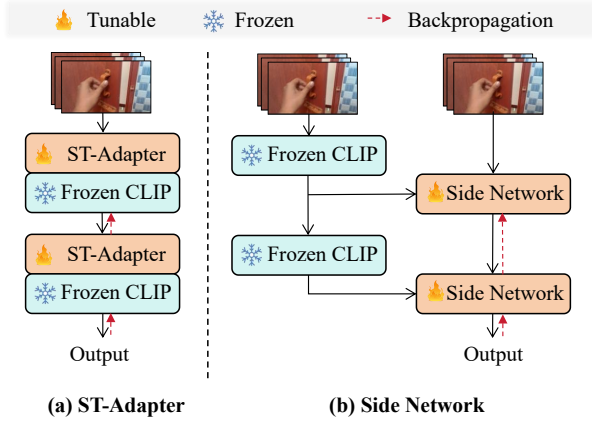 Tunable Frozen Backpropagation
ST-Adapter
Frozen CLIP
ST-Adapter
Frozen CLIP
Output
(a) ST-Adapter
Frozen CLIP
Side Network
Frozen CLIP
Side Network
Output
(b) Side Network